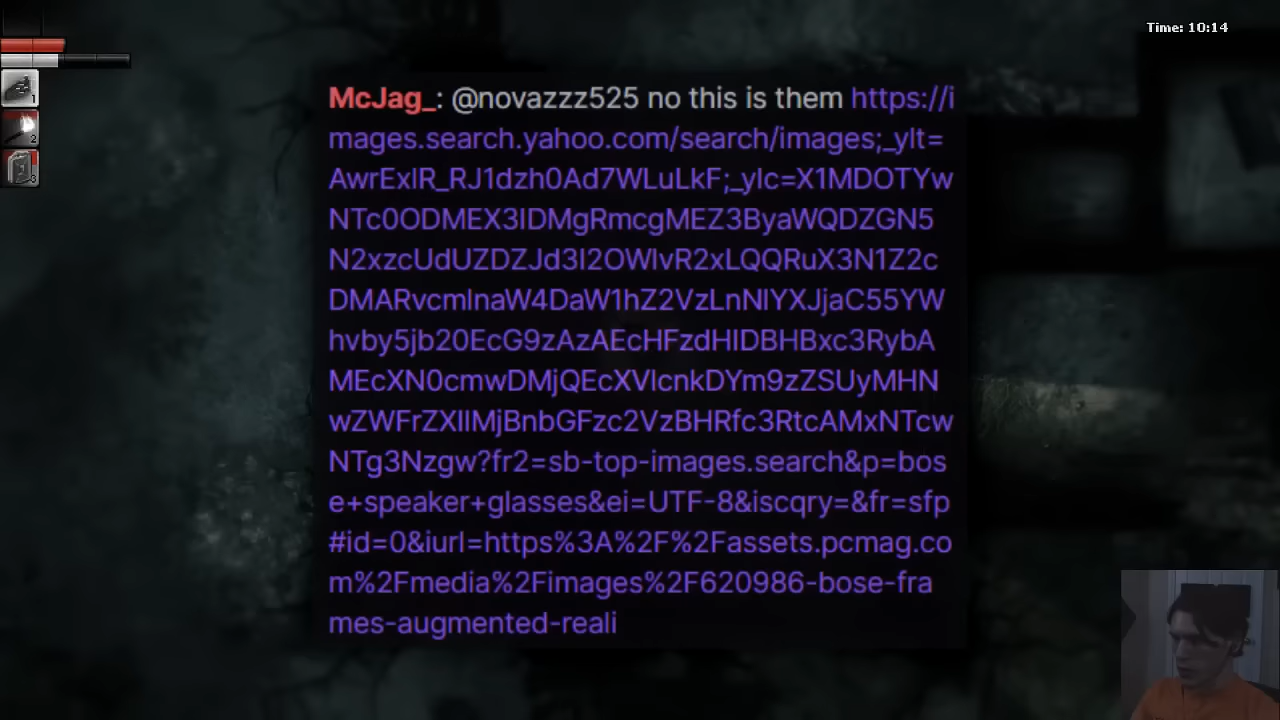 Time: 10:14
McJag_: @novazzz525 no this is them https://i
mages.search.yahoo.com/search/images;_ylt=
AwrExlR_RJ1dzh0Ad7WLuLkF;_ylc=X1MDOTYw
NTc0ODMEX3IDMgRmcgMEZ3ByaWQDZGN5
N2xzcUdUZDZJd3I2OWlvR2xLQQRuX3N1Z2c
DMARvcmlnaW4DaW1hZ2VzLnNlYXJjaC55YW
hvby5jb20EcG9zAzAEcHFzdHIDBHBxc3RybA
MEcXN0cmwDMjQEcXVlcnkDYm9zZSUyMHN
wZWFrZXIlMjBnbGFzc2VzBHRfc3RtcAMxNTcw
NTg3Nzgw?fr2=sb-top-images.search&p=bos
e+speaker+glasses&ei=UTF-8&iscqry=&fr=sfp
#id=0&iurl=https%3A%2F%2Fassets.pcmag.co
m%2Fmedia%2Fimages%2F620986-bose-fra
mes-augmented-reali
1
2
3